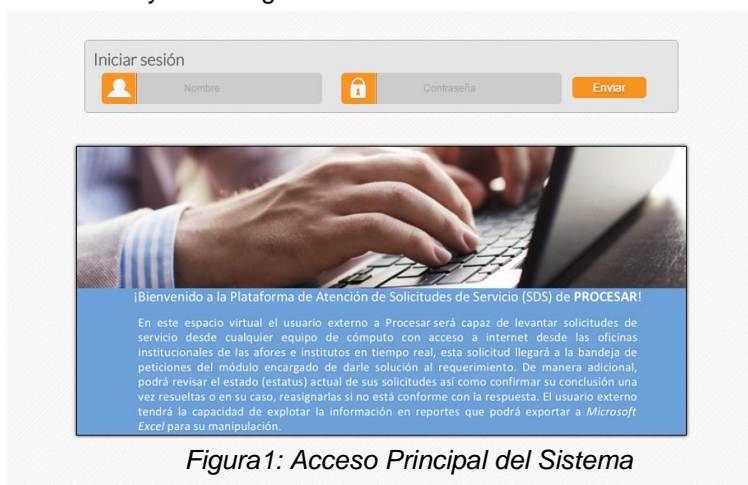 Iniciar sesión
Nombre
Contraseña
Enviar
¡Bienvenido a la Plataforma de Atención de Solicitudes de Servicio (SDS) de PROCESAR!
En este espacio virtual el usuario externo a Procesar será capaz de levantar solicitudes de
servicio desde cualquier equipo de cómputo con acceso a internet desde las oficinas
institucionales de las afores e institutos en tiempo real, esta solicitud llegará a la bandeja de
peticiones del módulo encargado de darle solución al requerimiento. De manera adicional,
podrá revisar el estado (estatus) actual de sus solicitudes así como confirmar su conclusión una
vez resueltas o en su caso, reasignarlas si no está conforme con la respuesta. El usuario externo
tendrá la capacidad de explotar la información en reportes que podrá exportar a Microsoft
Excel para su manipulación.
Figura1: Acceso Principal del Sistema